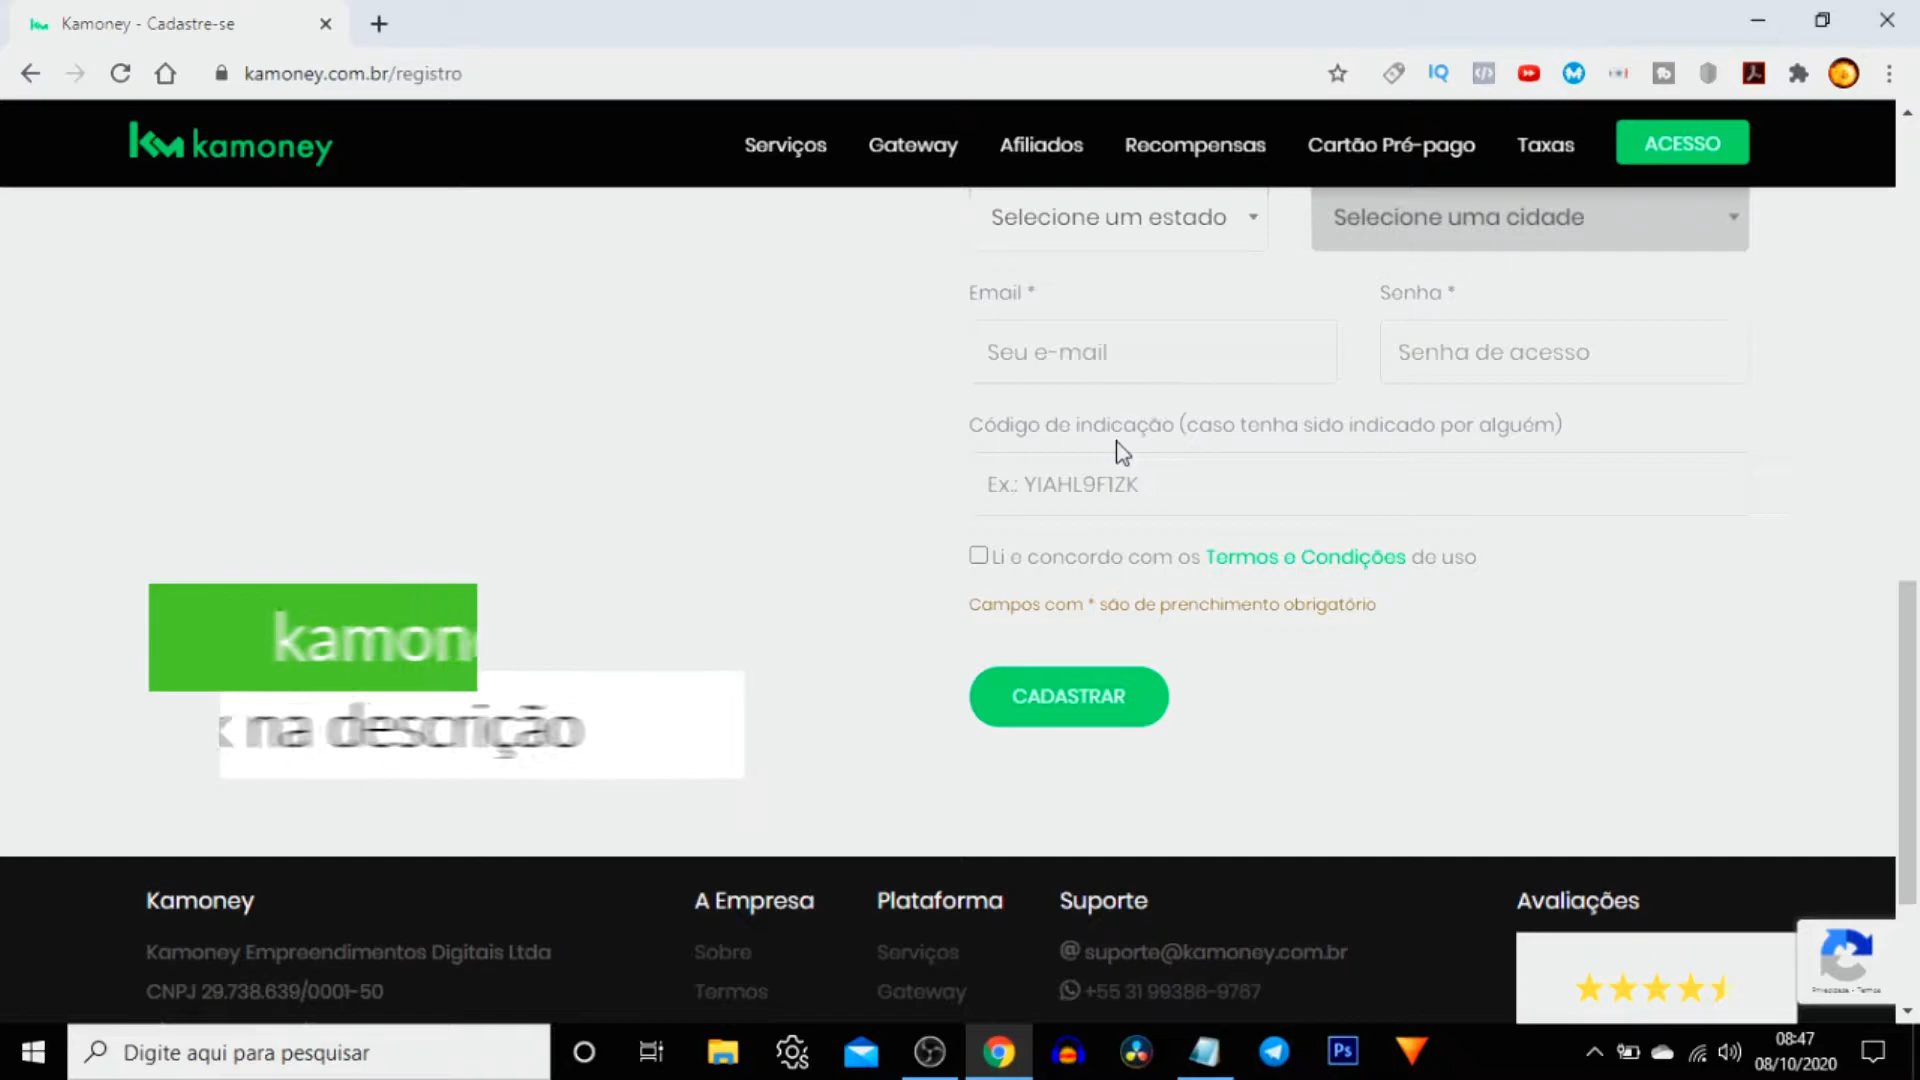 Kamoney - Cadastre-se
kamoney.com.br/registro
IQ
kamoney
Serviços
Gateway
Afiliados
Recompensas
Cartão Pré-pago
Taxas
ACESSO
Selecione um estado
Selecione uma cidade
Email *
Senha *
Seu e-mail
Senha de acesso
Código de indicação (caso tenha sido indicado por alguém)
Ex.: YIAHL9F1ZK
Li e concordo com os Termos e Condições de uso
Campos com * são de prenchimento obrigatório
kamon
na descrição
CADASTRAR
Kamoney
A Empresa
Plataforma
Suporte
Avaliações
Kamoney Empreendimentos Digitais Ltda
Sobre
Serviços
suporte@kamoney.com.br
CNPJ 29.738.639/0001-50
Termos
Gateway
+55 31 99386-9767
Privacidade - Termos
Digite aqui para pesquisar
Ps
08:47
08/10/2020